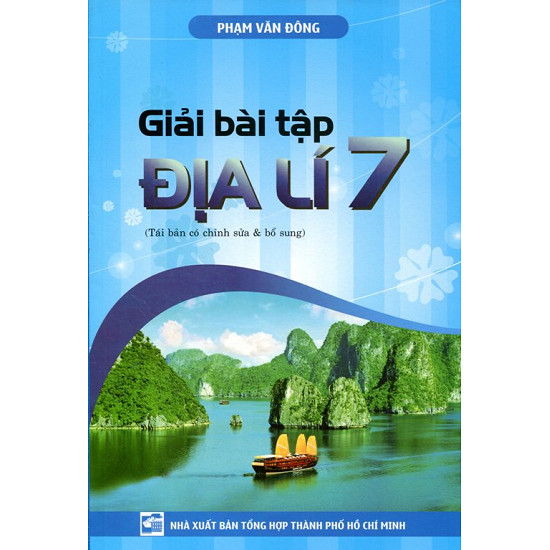 PHẠM VĂN ĐÔNG
Giải bài tập
ĐỊA LÍ 7
(Tái bản có chỉnh sửa & bổ sung)
NHÀ XUẤT BẢN TỔNG HỢP THÀNH PHỐ HỒ CHÍ MINH